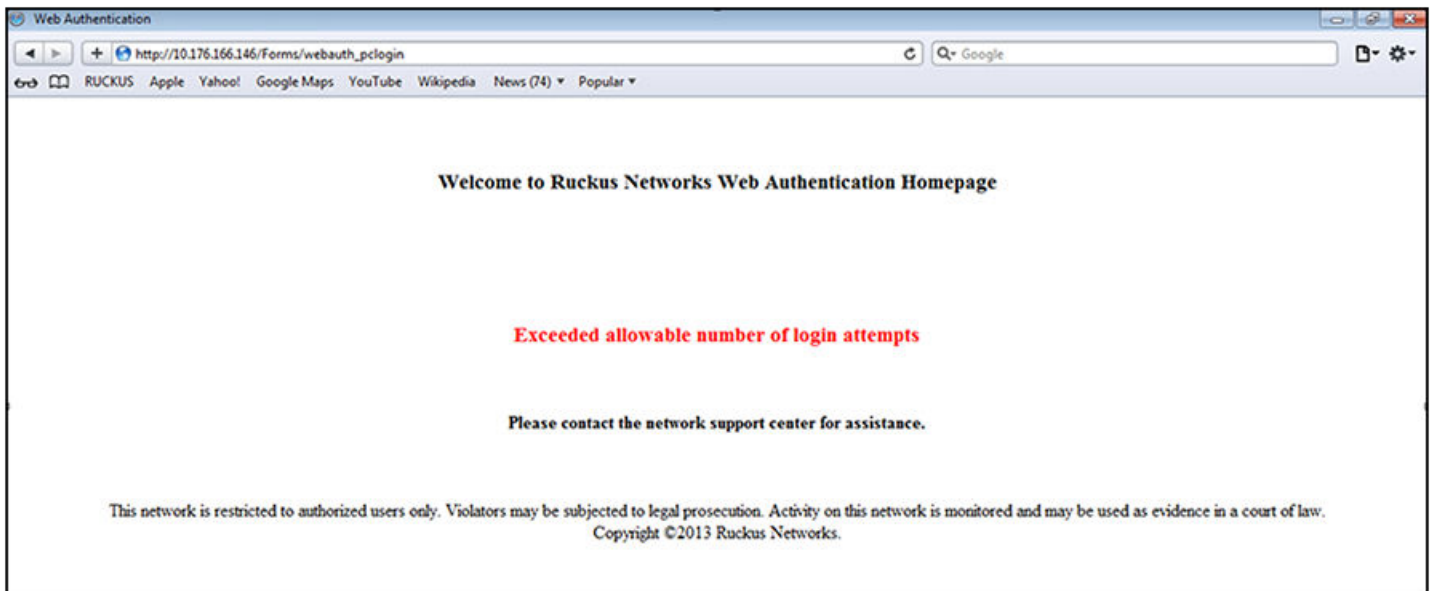 Web Authentication
http://10.176.166.146/Forms/webauth_pclogin
Google
RUCKUS Apple Yahoo! Google Maps YouTube Wikipedia News (74) ▼ Popular ▼
Welcome to Ruckus Networks Web Authentication Homepage
Exceeded allowable number of login attempts
Please contact the network support center for assistance.
This network is restricted to authorized users only. Violators may be subjected to legal prosecution. Activity on this network is monitored and may be used as evidence in a court of law.
Copyright ©2013 Ruckus Networks.